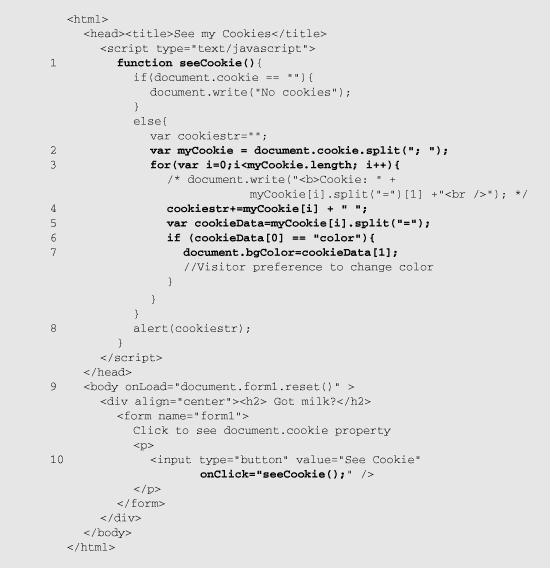 <html>
<head><title>See my Cookies</title>
<script type="text/javascript">
1 function seeCookie(){
if(document.cookie == ""){
document.write("No cookies");
}
else{
var cookiestr="";
2 var myCookie = document.cookie.split("; ");
3 for(var i=0;i<myCookie.length; i++){
/* document.write("<b>Cookie: " +
myCookie[i].split("=")[1] +"<br />"); */
4 cookiestr+=myCookie[i] + " ";
5 var cookieData=myCookie[i].split("=");
6 if (cookieData[0] == "color"){
7 document.bgColor=cookieData[1];
//Visitor preference to change color
}
}
}
8 alert(cookiestr);
}
</script>
</head>
9 <body onLoad="document.form1.reset()" >
<div align="center"><h2> Got milk?</h2>
<form name="form1">
Click to see document.cookie property
<p>
10 <input type="button" value="See Cookie"
onClick="seeCookie();" />
</p>
</form>
</div>
</body>
</html>